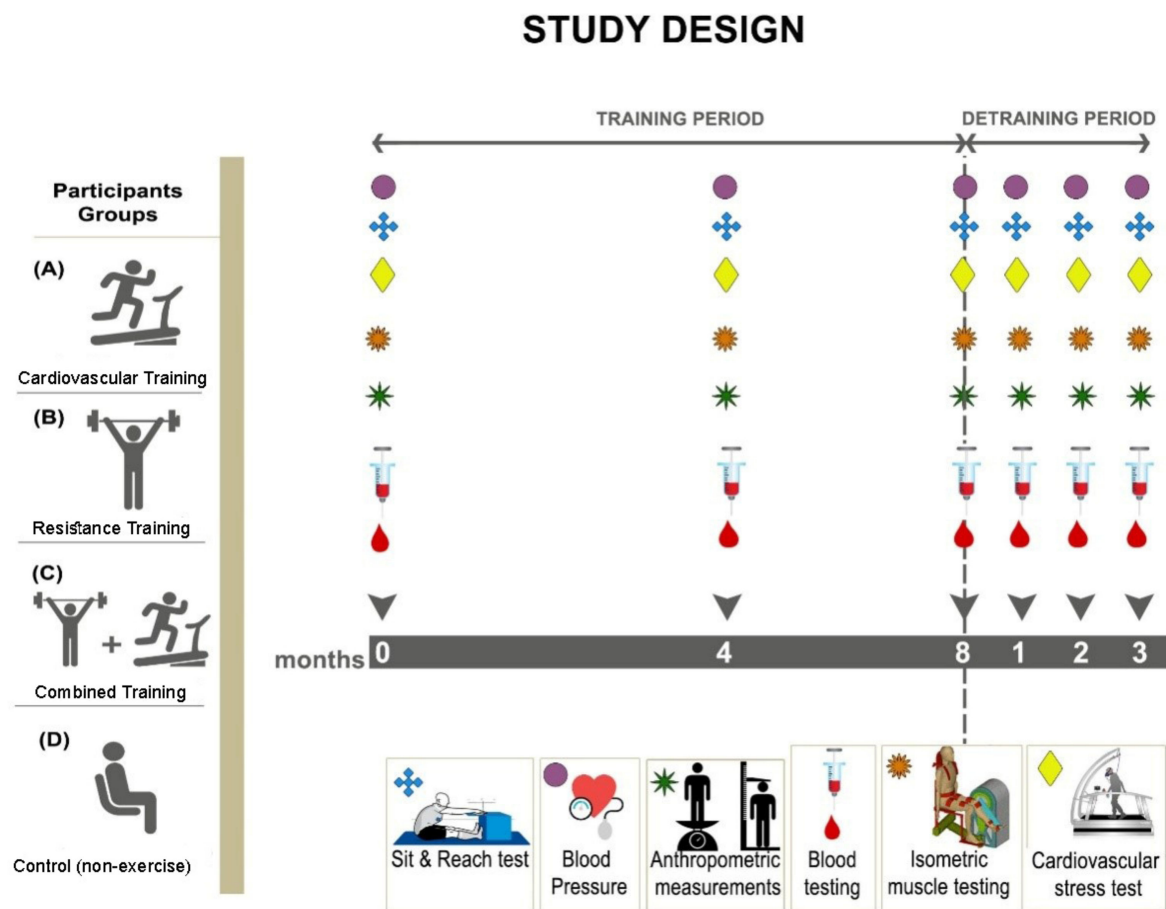 STUDY DESIGN
TRAINING PERIOD
DETRAINING PERIOD
Participants
Groups
(A)
Cardiovascular Training
(B)
Resistance Training
(C)
+
Combined Training
(D)
Control (non-exercise)
months 0 4 8 1 2 3
Sit & Reach test
Blood
Pressure
Anthropometric
measurements
Blood
testing
Isometric
muscle testing
Cardiovascular
stress test